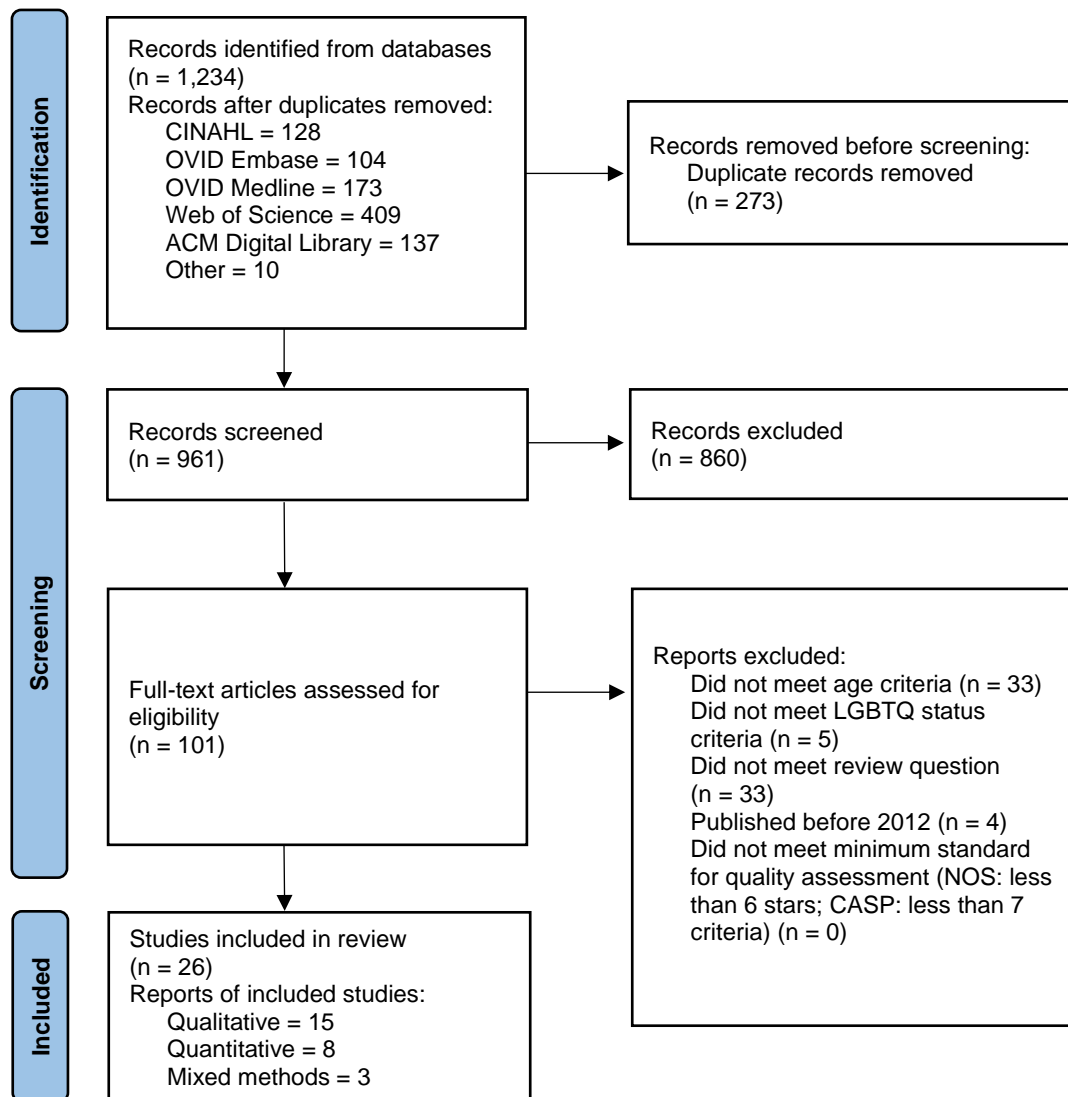 Identification
Records identified from databases
(n = 1,234)
Records after duplicates removed:
CINAHL = 128
OVID Embase = 104
OVID Medline = 173
Web of Science = 409
ACM Digital Library = 137
Other = 10
Records removed before screening:
Duplicate records removed
(n = 273)
Screening
Records screened
(n = 961)
Records excluded
(n = 860)
Full-text articles assessed for
eligibility
(n = 101)
Reports excluded:
Did not meet age criteria (n = 33)
Did not meet LGBTQ status
criteria (n = 5)
Did not meet review question
(n = 33)
Published before 2012 (n = 4)
Did not meet minimum standard
for quality assessment (NOS: less
than 6 stars; CASP: less than 7
criteria) (n = 0)
Included
Studies included in review
(n = 26)
Reports of included studies:
Qualitative = 15
Quantitative = 8
Mixed methods = 3